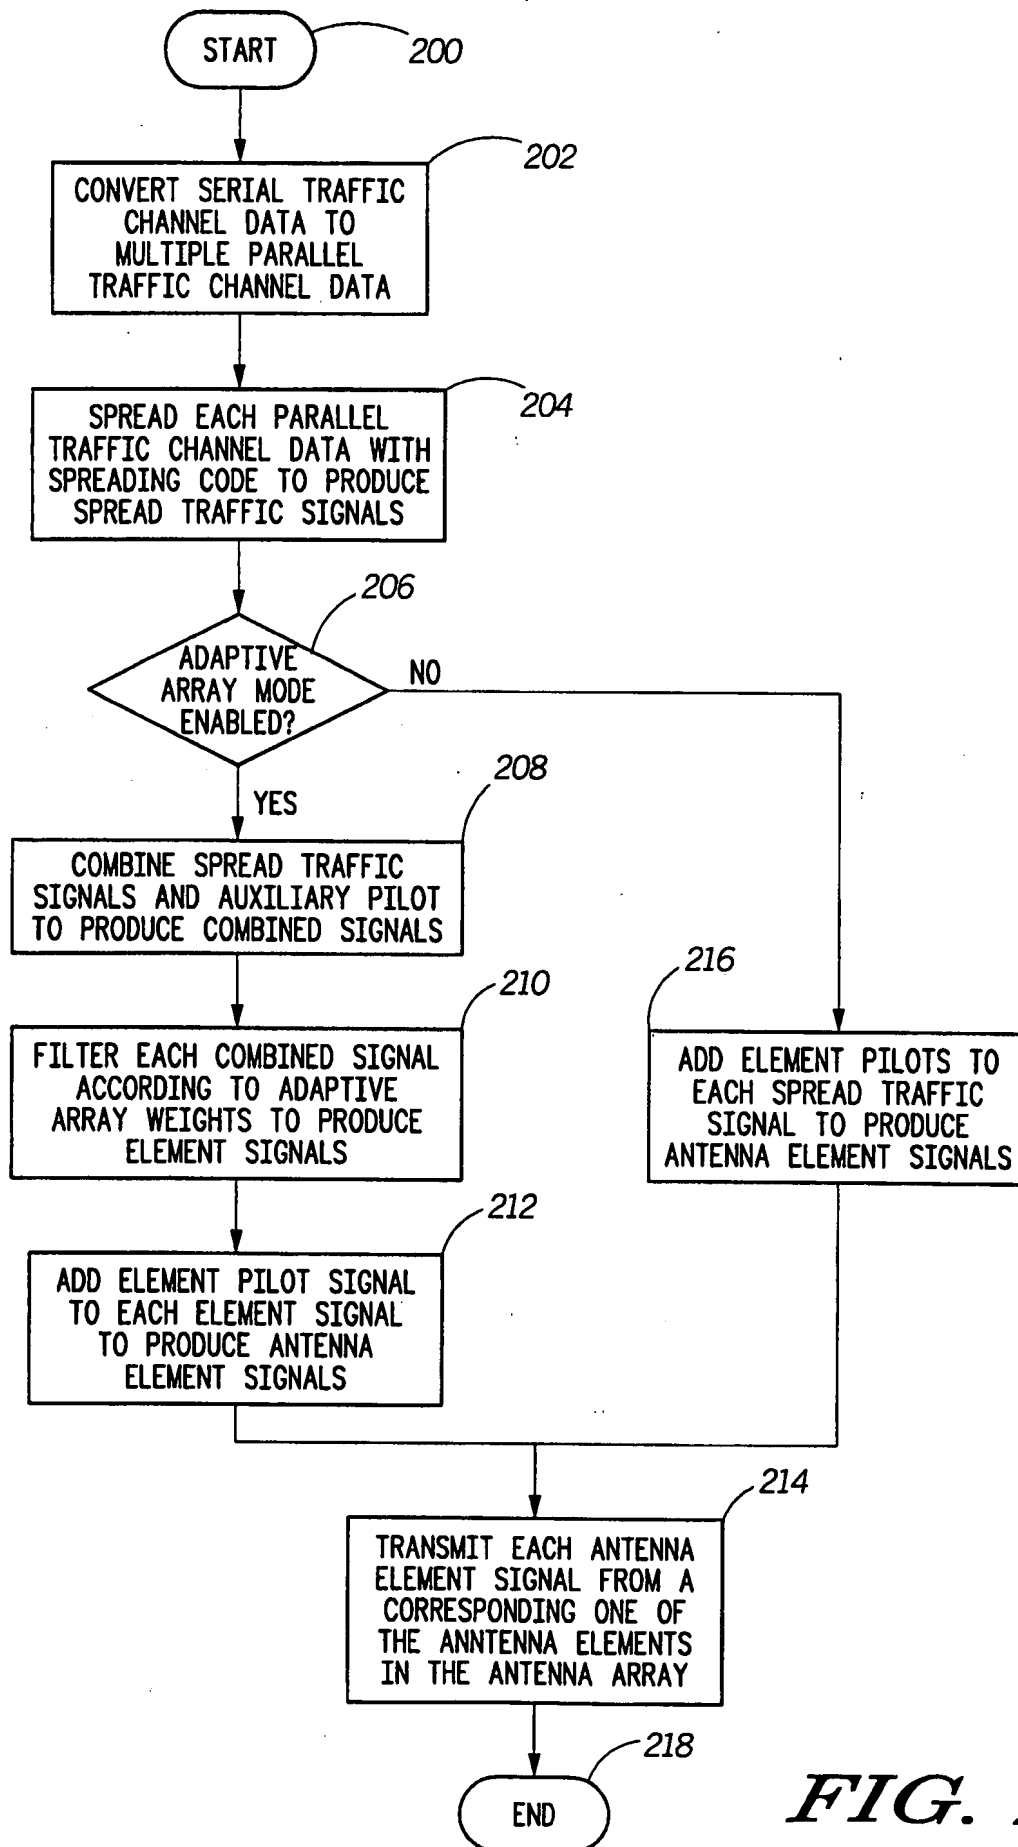 START
200
202
CONVERT SERIAL TRAFFIC
CHANNEL DATA TO
MULTIPLE PARALLEL
TRAFFIC CHANNEL DATA
204
SPREAD EACH PARALLEL
TRAFFIC CHANNEL DATA WITH
SPREADING CODE TO PRODUCE
SPREAD TRAFFIC SIGNALS
206
ADAPTIVE
ARRAY MODE
ENABLED?
NO
YES
208
COMBINE SPREAD TRAFFIC
SIGNALS AND AUXILIARY PILOT
TO PRODUCE COMBINED SIGNALS
210
FILTER EACH COMBINED SIGNAL
ACCORDING TO ADAPTIVE
ARRAY WEIGHTS TO PRODUCE
ELEMENT SIGNALS
216
ADD ELEMENT PILOTS TO
EACH SPREAD TRAFFIC
SIGNAL TO PRODUCE
ANTENNA ELEMENT SIGNALS
212
ADD ELEMENT PILOT SIGNAL
TO EACH ELEMENT SIGNAL
TO PRODUCE ANTENNA
ELEMENT SIGNALS
214
TRANSMIT EACH ANTENNA
ELEMENT SIGNAL FROM A
CORRESPONDING ONE OF
THE ANNTENNA ELEMENTS
IN THE ANTENNA ARRAY
218
END
FIG.